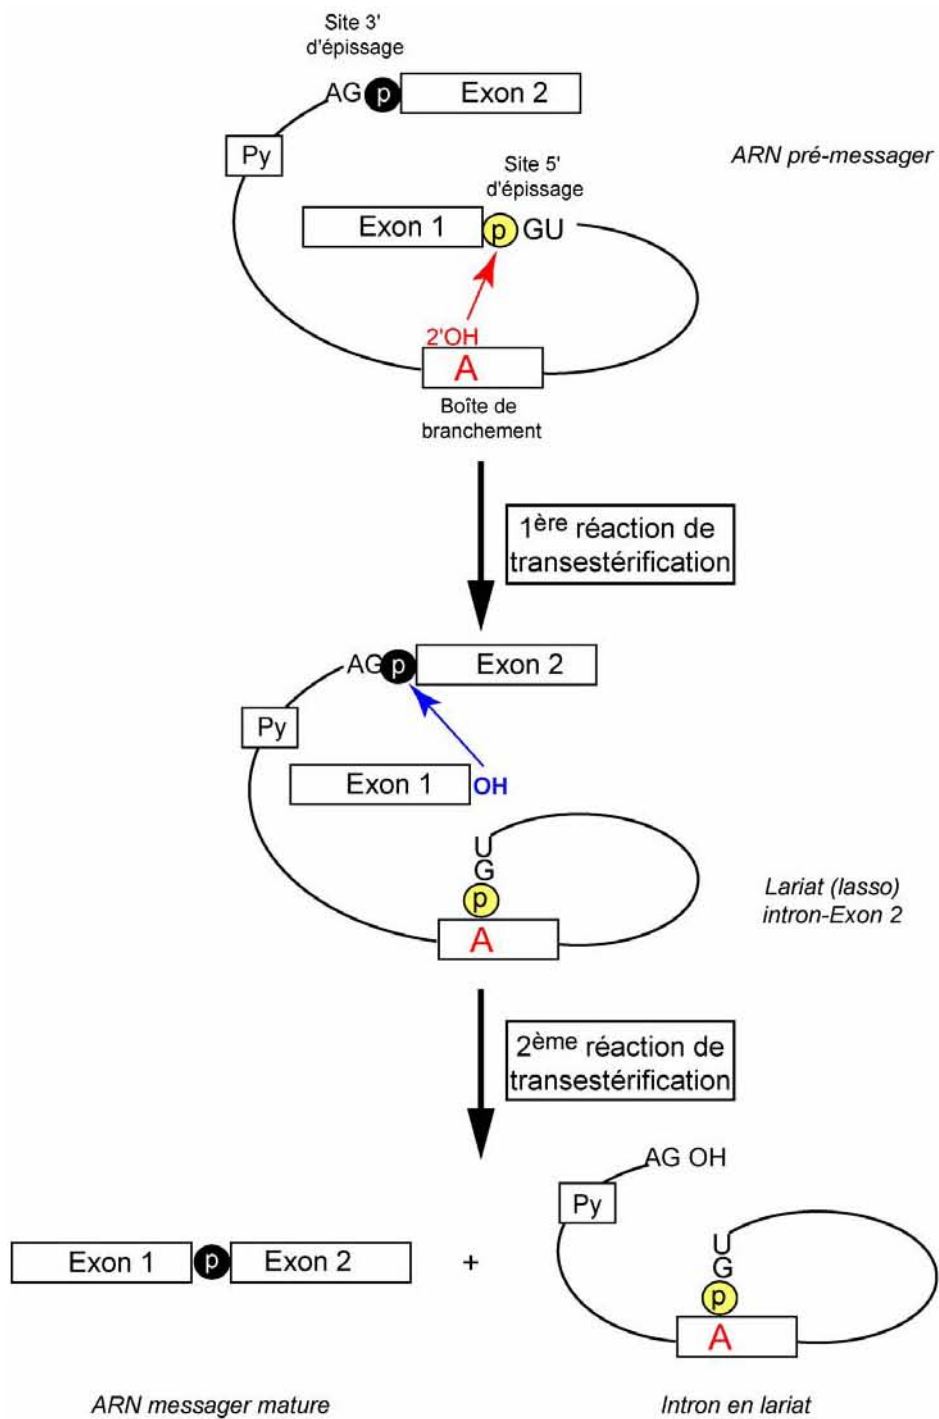 Site 3'
d'épissage
AG p Exon 2
Py
ARN pré-messager
Site 5'
d'épissage
Exon 1 p GU
2'OH
A
Boîte de
branchement
1ère réaction de
transestérification
AG p Exon 2
Py
Exon 1 OH
U
G
p
A
Lariat (lasso)
intron-Exon 2
2ème réaction de
transestérification
AG OH
Py
Exon 1 p Exon 2
+
U
G
p
A
ARN messager mature
Intron en lariat